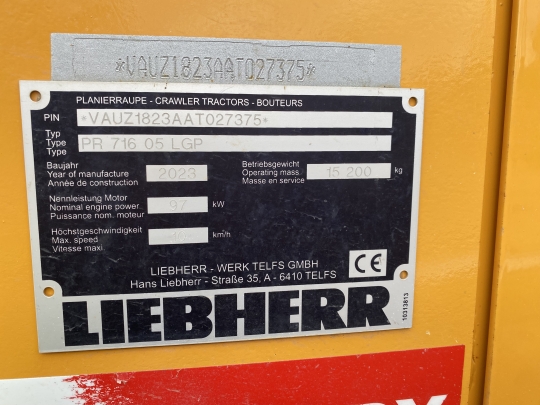 *VAUZ1823AAT027375*
PLANIERRAUPE - CRAWLER TRACTORS - BOUTEURS
PIN *VAUZ1823AAT027375*
Typ
Type PR 716 05 LGP
Type
Baujahr
Year of manufacture 2023
Année de construction
Betriebsgewicht
Operating mass 15 200 kg
Masse en service
Nennleistung Motor
Nominal engine power 97 kW
Puissance nom. moteur
Höchstgeschwindigkeit
Max. speed km/h
Vitesse maxi.
LIEBHERR - WERK TELFS GMBH
Hans Liebherr - Straße 35, A - 6410 TELFS
CE
LIEBHERR
10313813